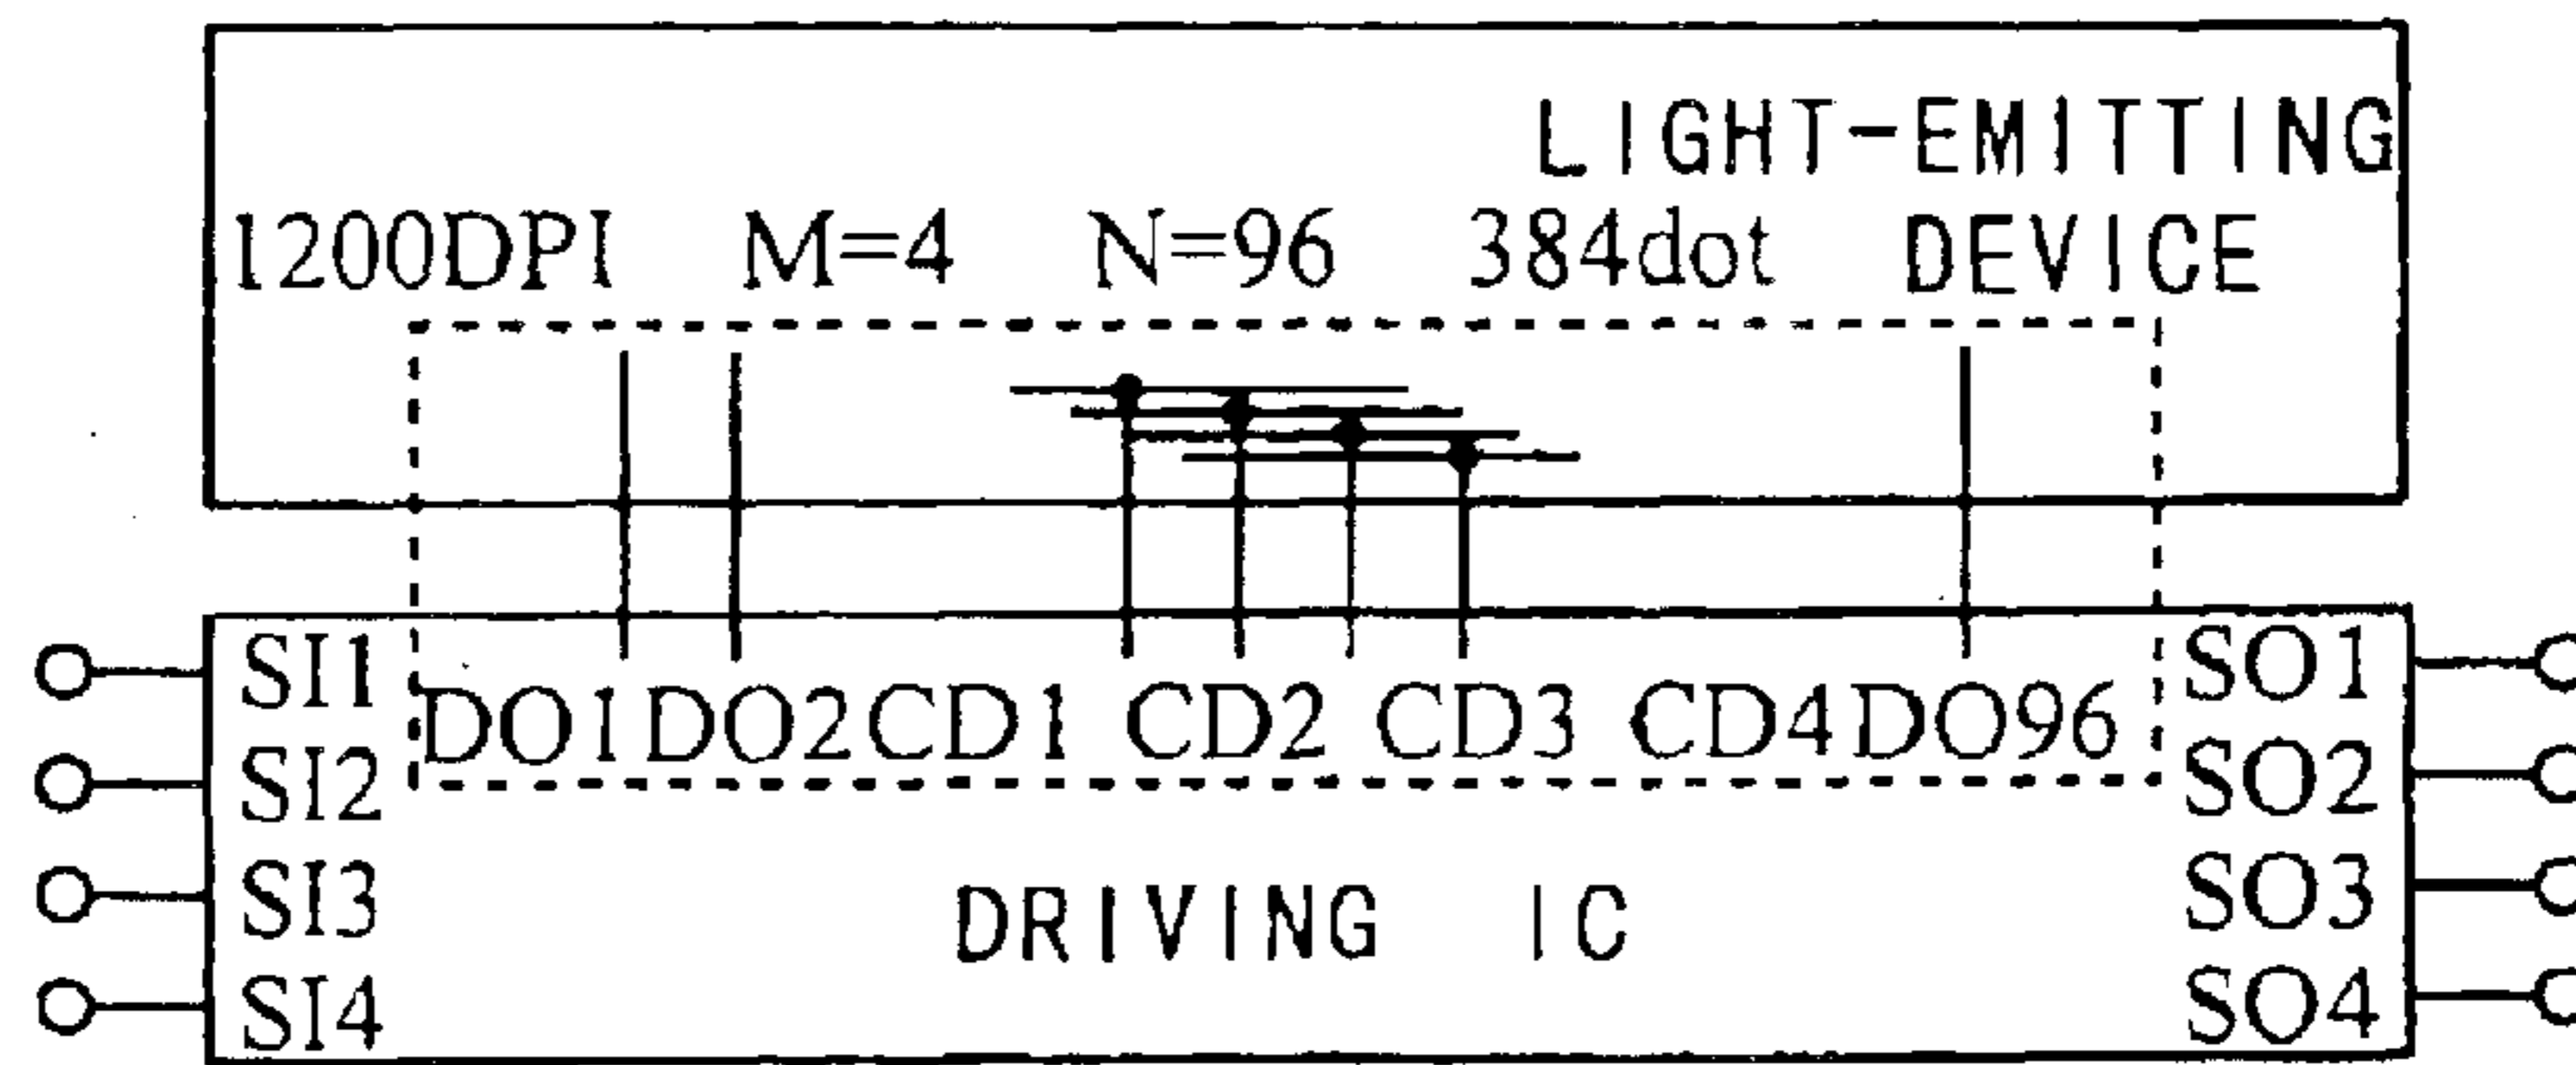 LIGHT-EMITTING
1200DPI M=4 N=96 384dot DEVICE
SI1 SO1
DO1 DO2 CD1 CD2 CD3 CD4 DO96
SI2 SO2
SI3 SO3
DRIVING IC
SI4 SO4